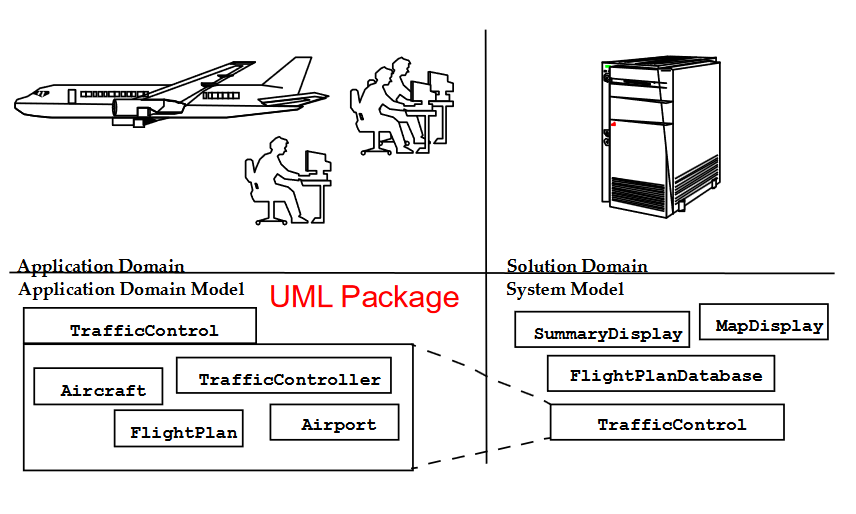 Application Domain
Solution Domain
Application Domain Model
UML Package
System Model
TrafficControl
Aircraft
TrafficController
FlightPlan
Airport
SummaryDisplay
MapDisplay
FlightPlanDatabase
TrafficControl